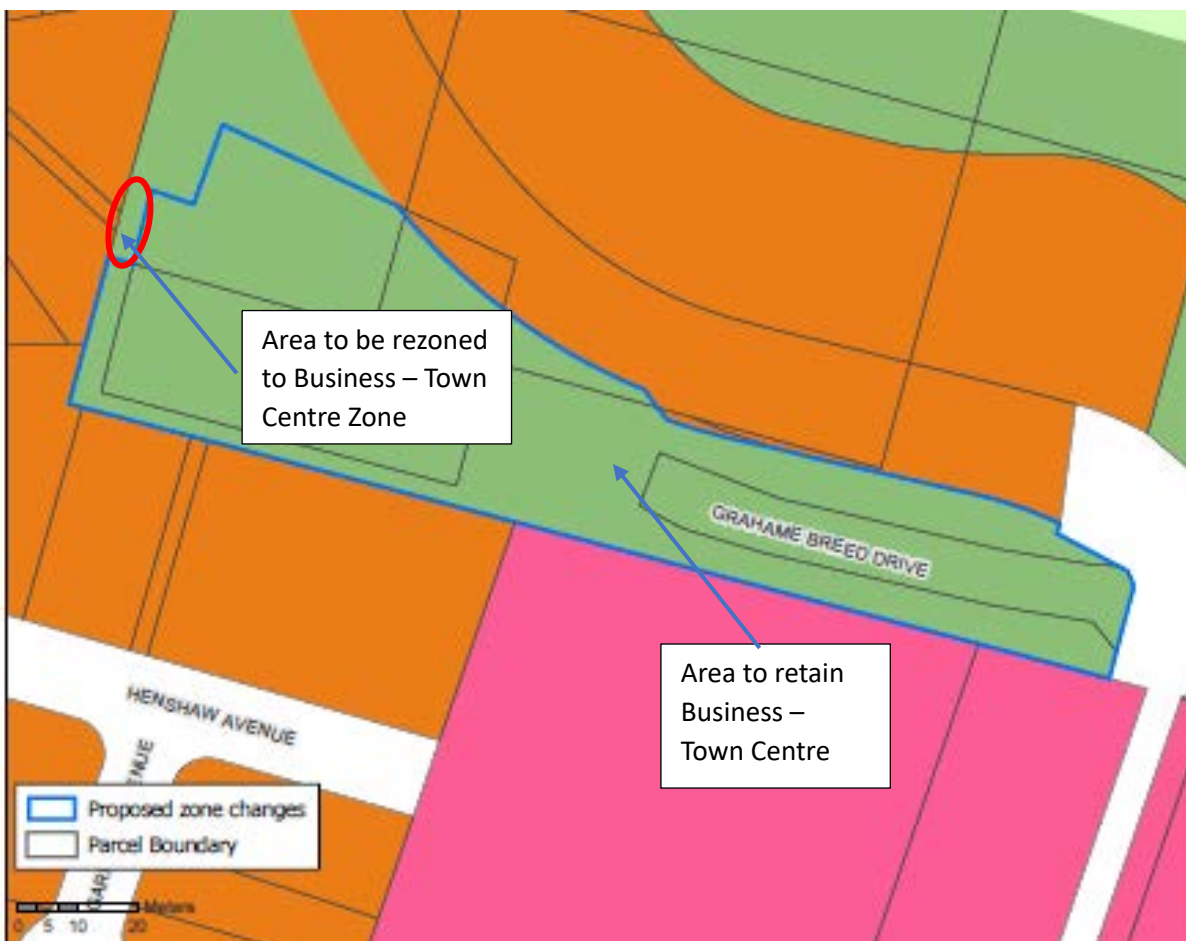 Area to be rezoned
to Business – Town
Centre Zone
GRAHAME BREED DRIVE
Area to retain
Business –
Town Centre
HENSHAW AVENUE
Proposed zone changes
Parcel Boundary
Meters
0 5 10 20